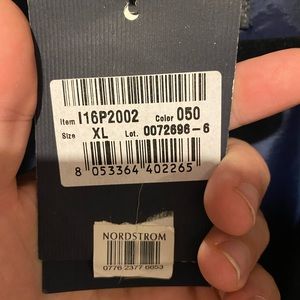 Item I16P2002 Color 050
Size XL Lot. 0072696-6
8 053364 402265
NORDSTROM
0776 2377 6653